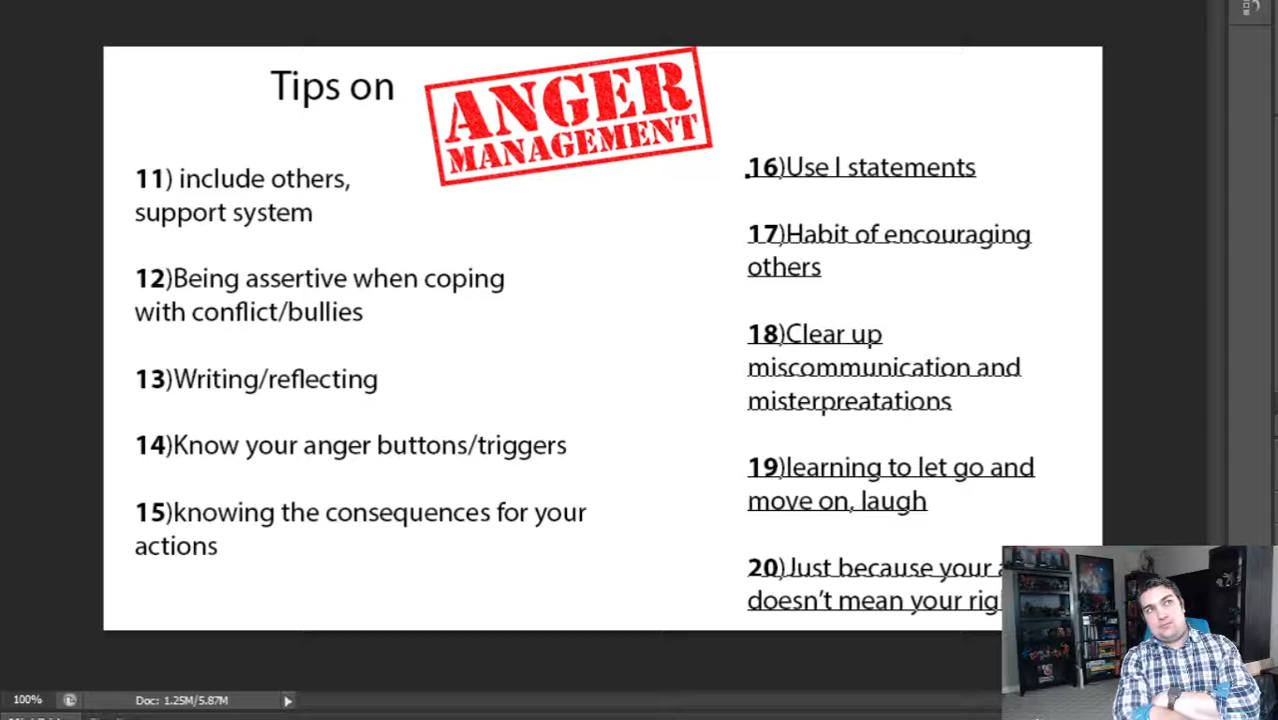 Tips on
ANGER
MANAGEMENT
11) include others,
support system
12)Being assertive when coping
with conflict/bullies
13)Writing/reflecting
14)Know your anger buttons/triggers
15)knowing the consequences for your
actions
16)Use I statements
17)Habit of encouraging
others
18)Clear up
miscommunication and
misterpreatations
19)learning to let go and
move on, laugh
20)Just because your
doesn't mean your
100%
Doc: 1.25M/5.87M